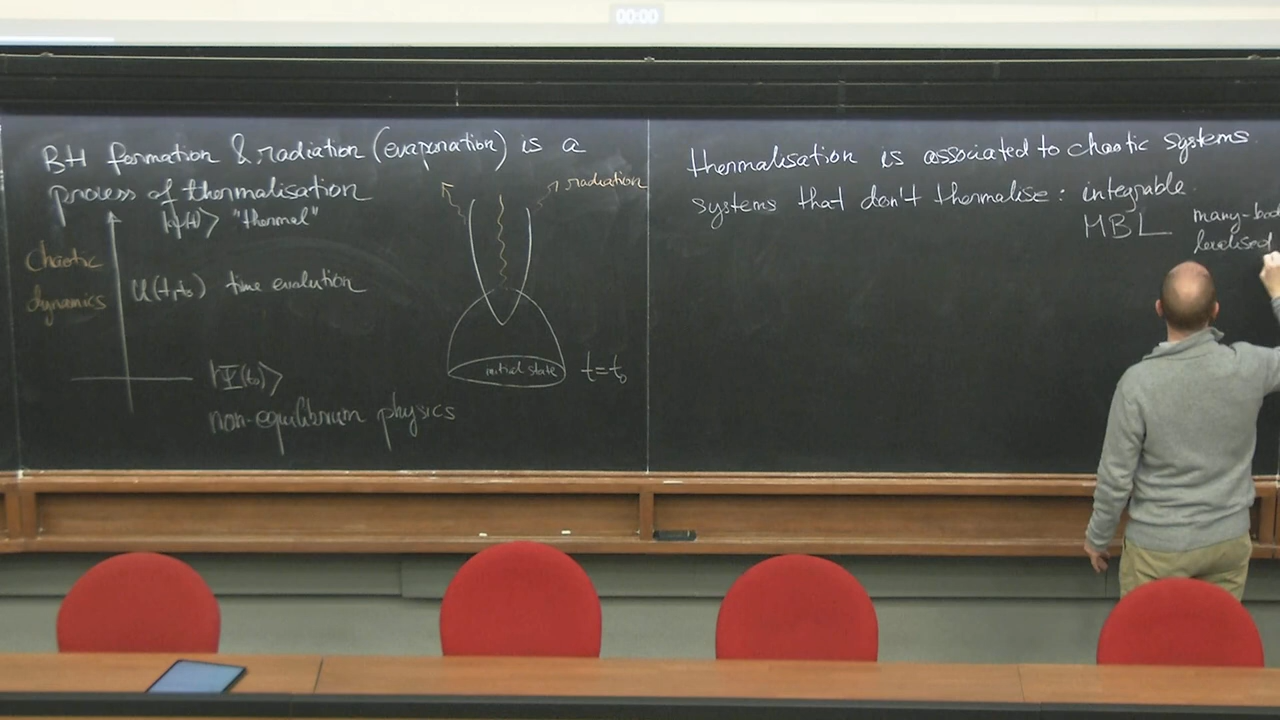 00:00
BH formation & radiation (evaporation) is a
process of thermalisation
|ψ(t)⟩ "thermal"
Chaotic
dynamics
U(t,t₀) time evolution
|Ψ(t₀)⟩
non-equilibrium physics
radiation
initial state
t=t₀
thermalisation is associated to chaotic systems.
systems that don't thermalise: integrable.
MBL many-bod
localised